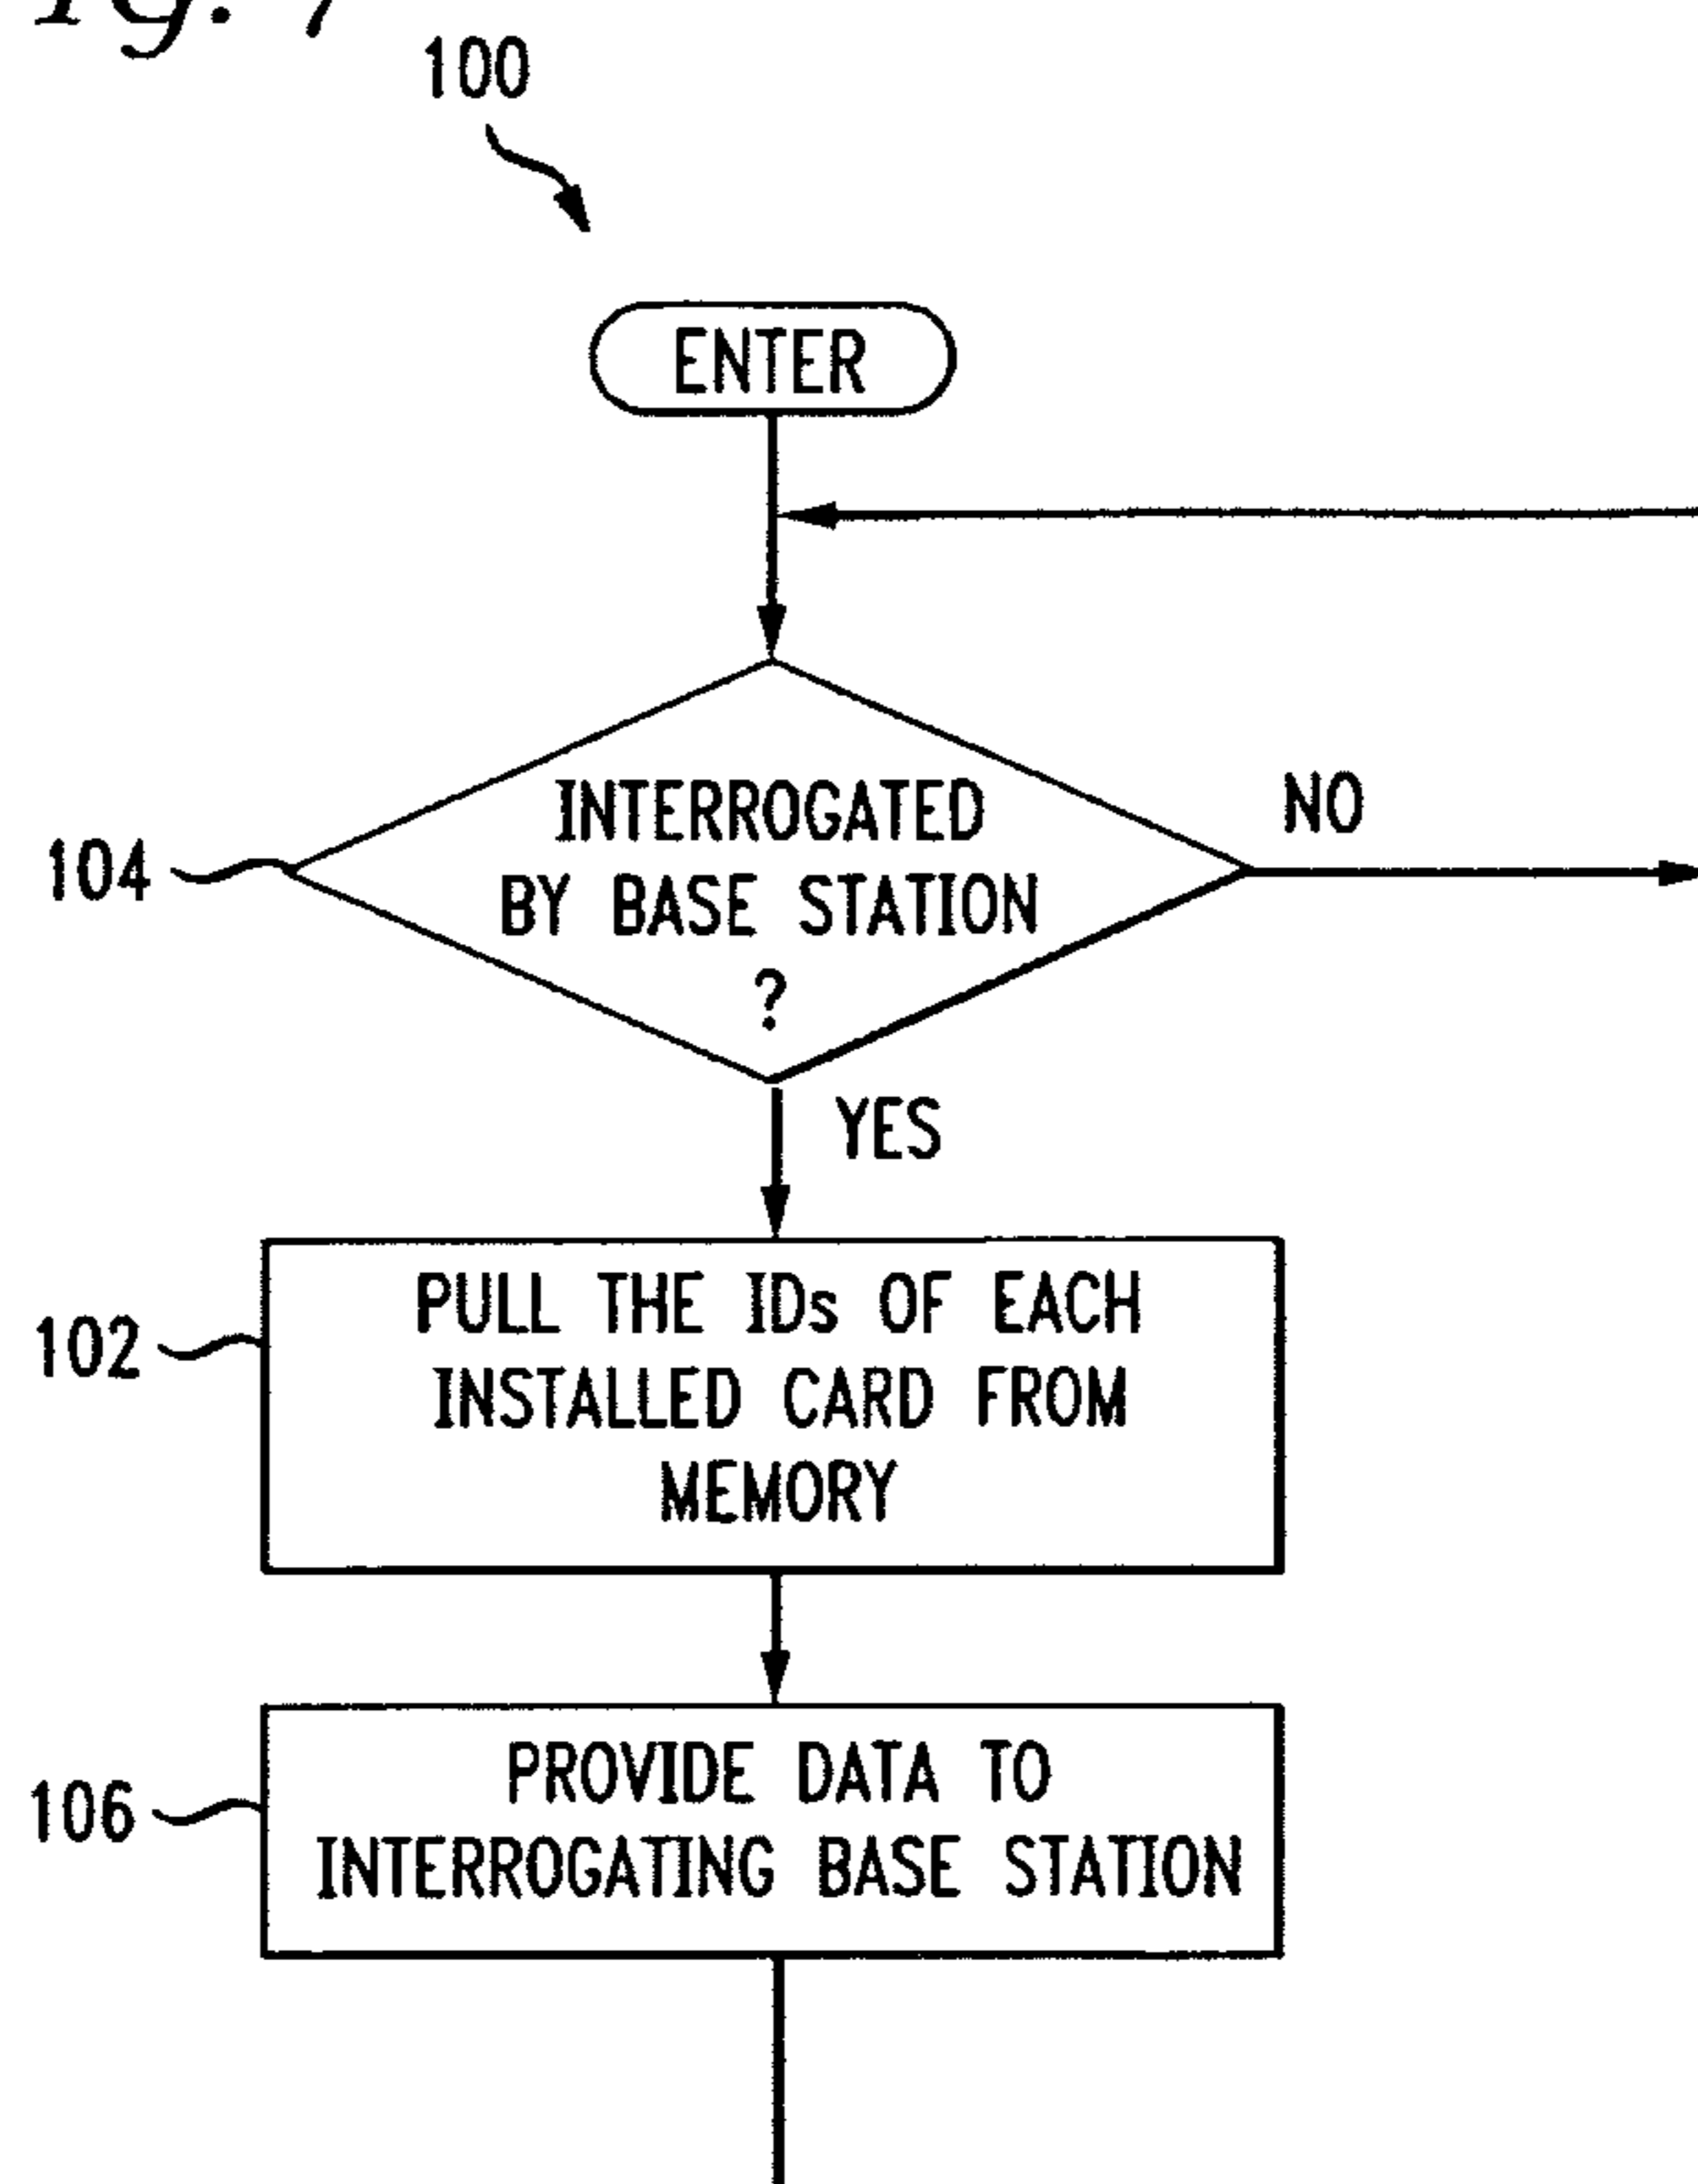 100
ENTER
INTERROGATED
BY BASE STATION
?
NO
104
YES
PULL THE IDs OF EACH
INSTALLED CARD FROM
MEMORY
102
PROVIDE DATA TO
INTERROGATING BASE STATION
106